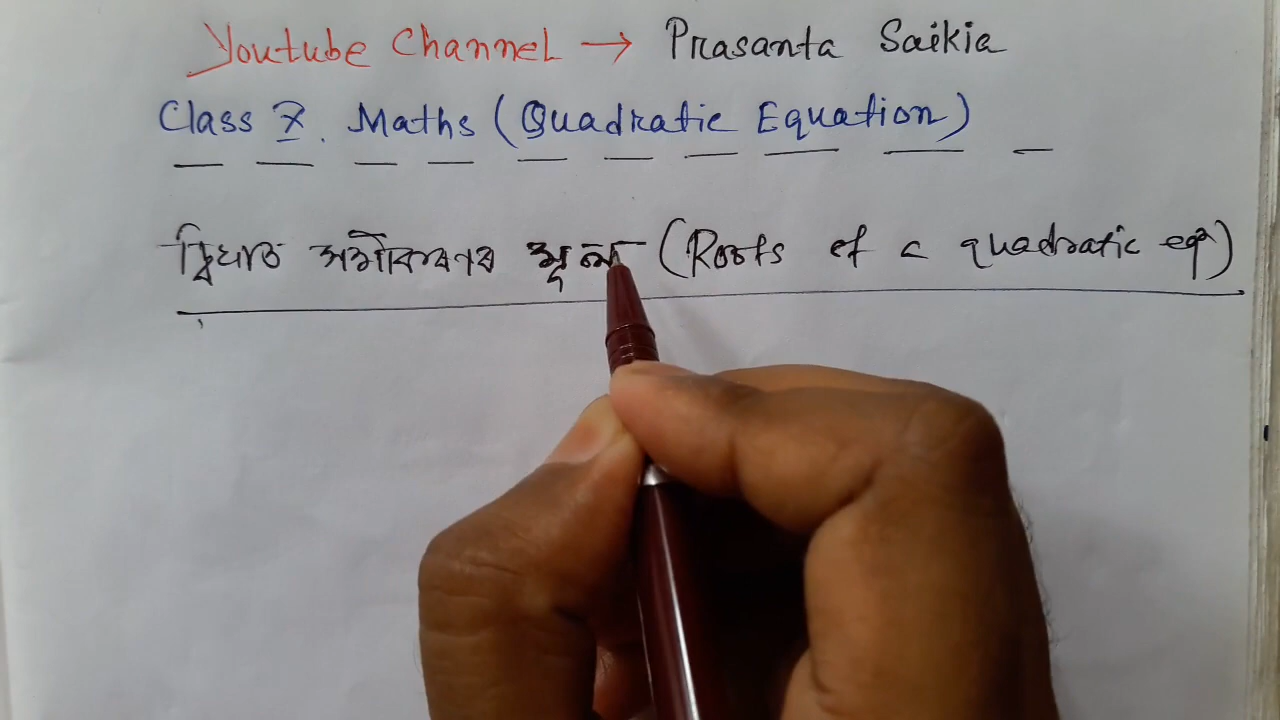 Youtube Channel → Prasanta Saikia
Class X. Maths (Quadratic Equation)
দ্বিঘাত সমীকৰণৰ মূল (Roots of a quadratic eqn)